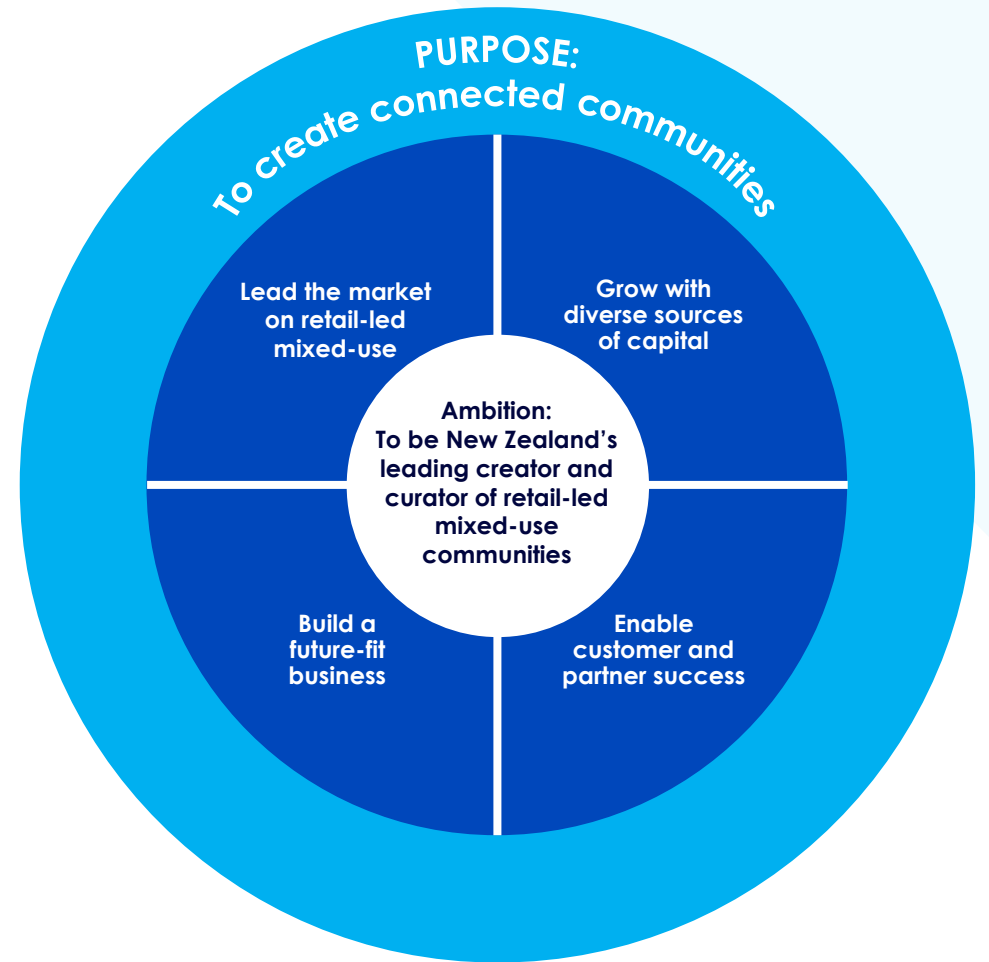 PURPOSE:
To create connected communities
Lead the market
on retail-led
mixed-use
Grow with
diverse sources
of capital
Ambition:
To be New Zealand’s
leading creator and
curator of retail-led
mixed-use
communities
Build a
future-fit
business
Enable
customer and
partner success